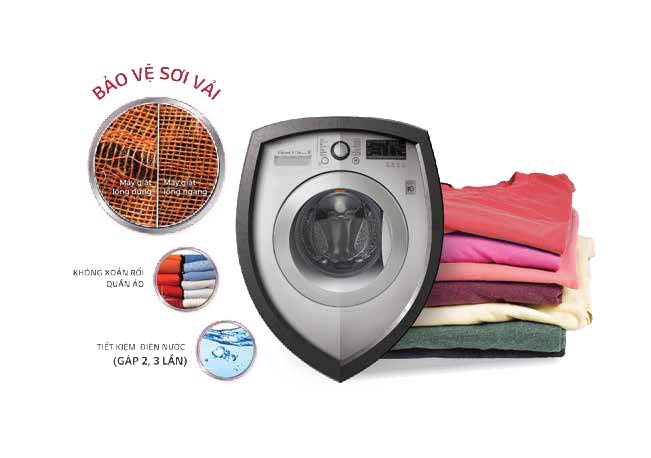 BẢO VỆ SỢI VẢI
Máy giặt
lồng đứng
Máy giặt
lồng ngang
KHÔNG XOẮN RỐI
QUẦN ÁO
TIẾT KIỆM ĐIỆN NƯỚC
(GẤP 2, 3 LẦN)